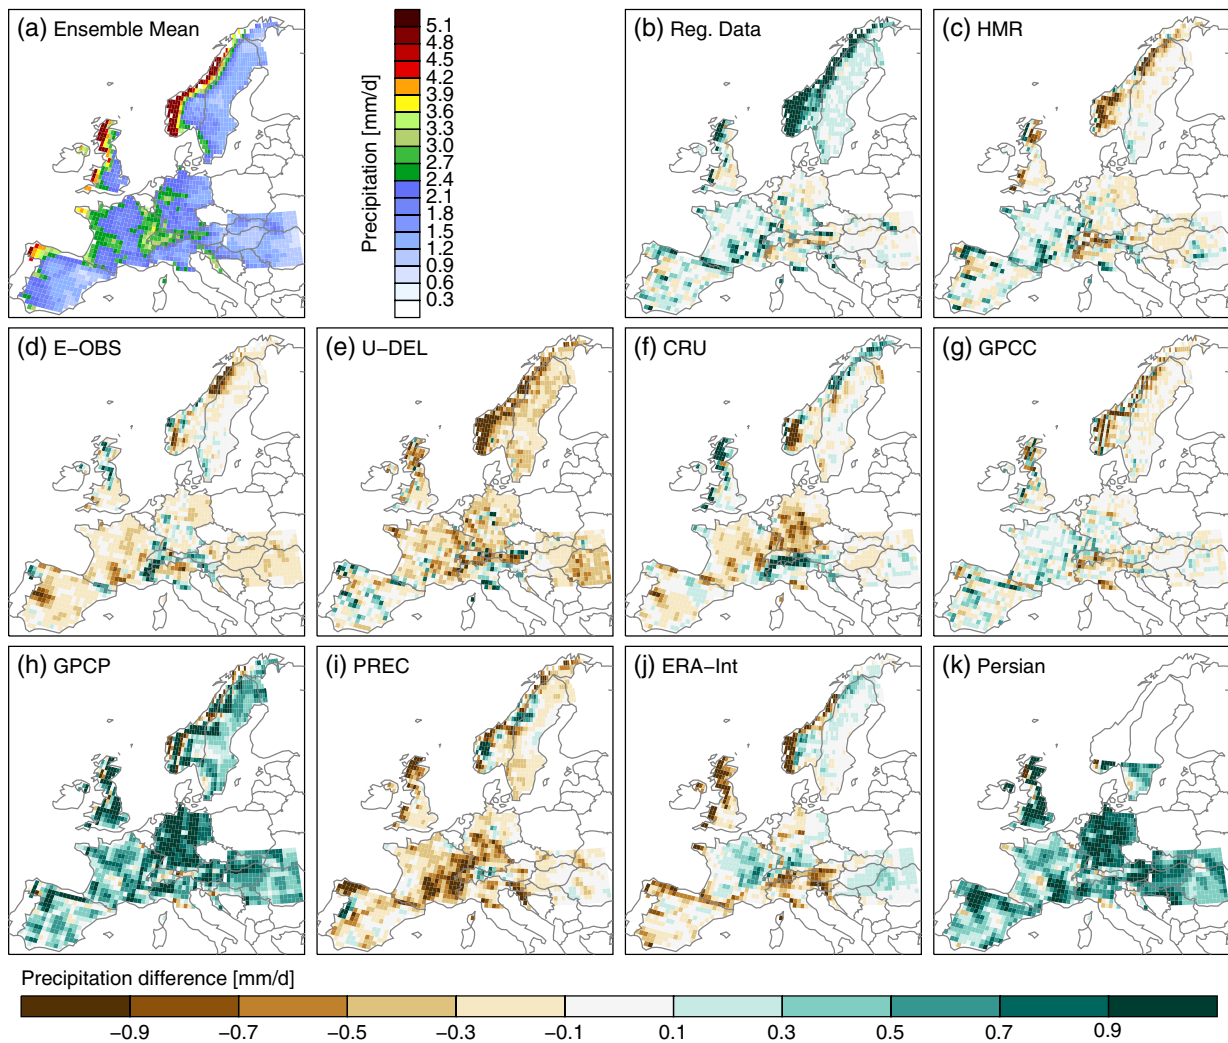 (a) Ensemble Mean
Precipitation [mm/d]
5.1
4.8
4.5
4.2
3.9
3.6
3.3
3.0
2.7
2.4
2.1
1.8
1.5
1.2
0.9
0.6
0.3
(b) Reg. Data
(c) HMR
(d) E−OBS
(e) U−DEL
(f) CRU
(g) GPCC
(h) GPCP
(i) PREC
(j) ERA−Int
(k) Persian
Precipitation difference [mm/d]
−0.9 −0.7 −0.5 −0.3 −0.1 0.1 0.3 0.5 0.7 0.9